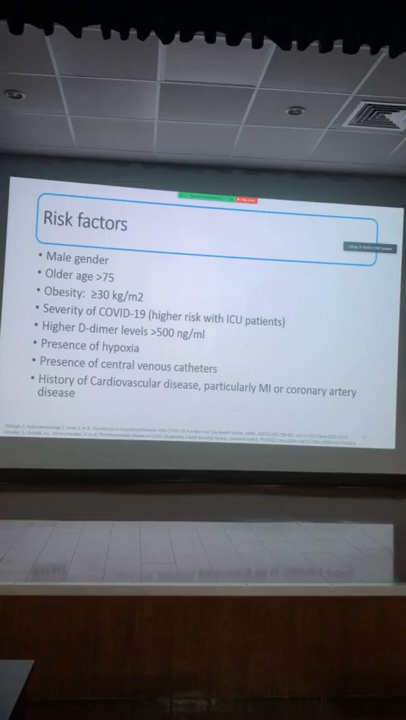 Risk factors
• Male gender
• Older age >75
• Obesity: ≥30 kg/m2
• Severity of COVID-19 (higher risk with ICU patients)
• Higher D-dimer levels >500 ng/ml
• Presence of hypoxia
• Presence of central venous catheters
• History of Cardiovascular disease, particularly MI or coronary artery
disease